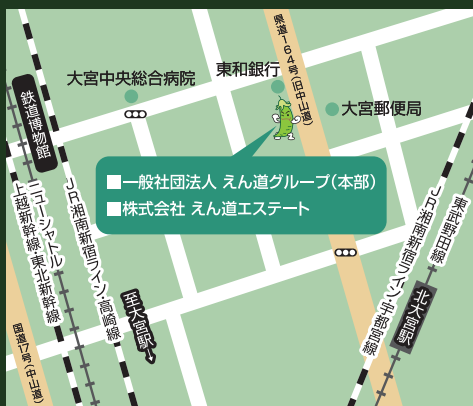 県道164号(旧中山道)
東和銀行
大宮中央総合病院
大宮郵便局
鉄道博物館
■一般社団法人 えん道グループ(本部)
■株式会社 えん道エステート
ニューシャトル
上越新幹線・東北新幹線
JR湘南新宿ライン・高崎線
至大宮駅
国道17号(中山道)
東武野田線
北大宮駅
JR湘南新宿ライン・宇都宮線